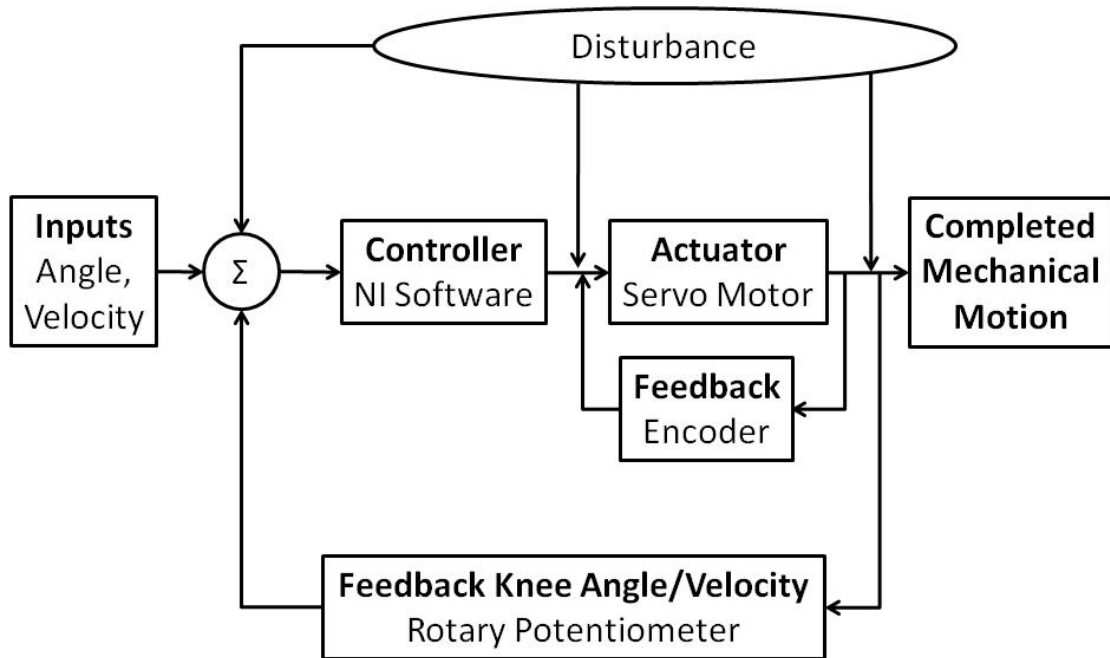 Disturbance
Inputs
Angle,
Velocity
Σ
Controller
NI Software
Actuator
Servo Motor
Completed
Mechanical
Motion
Feedback
Encoder
Feedback Knee Angle/Velocity
Rotary Potentiometer